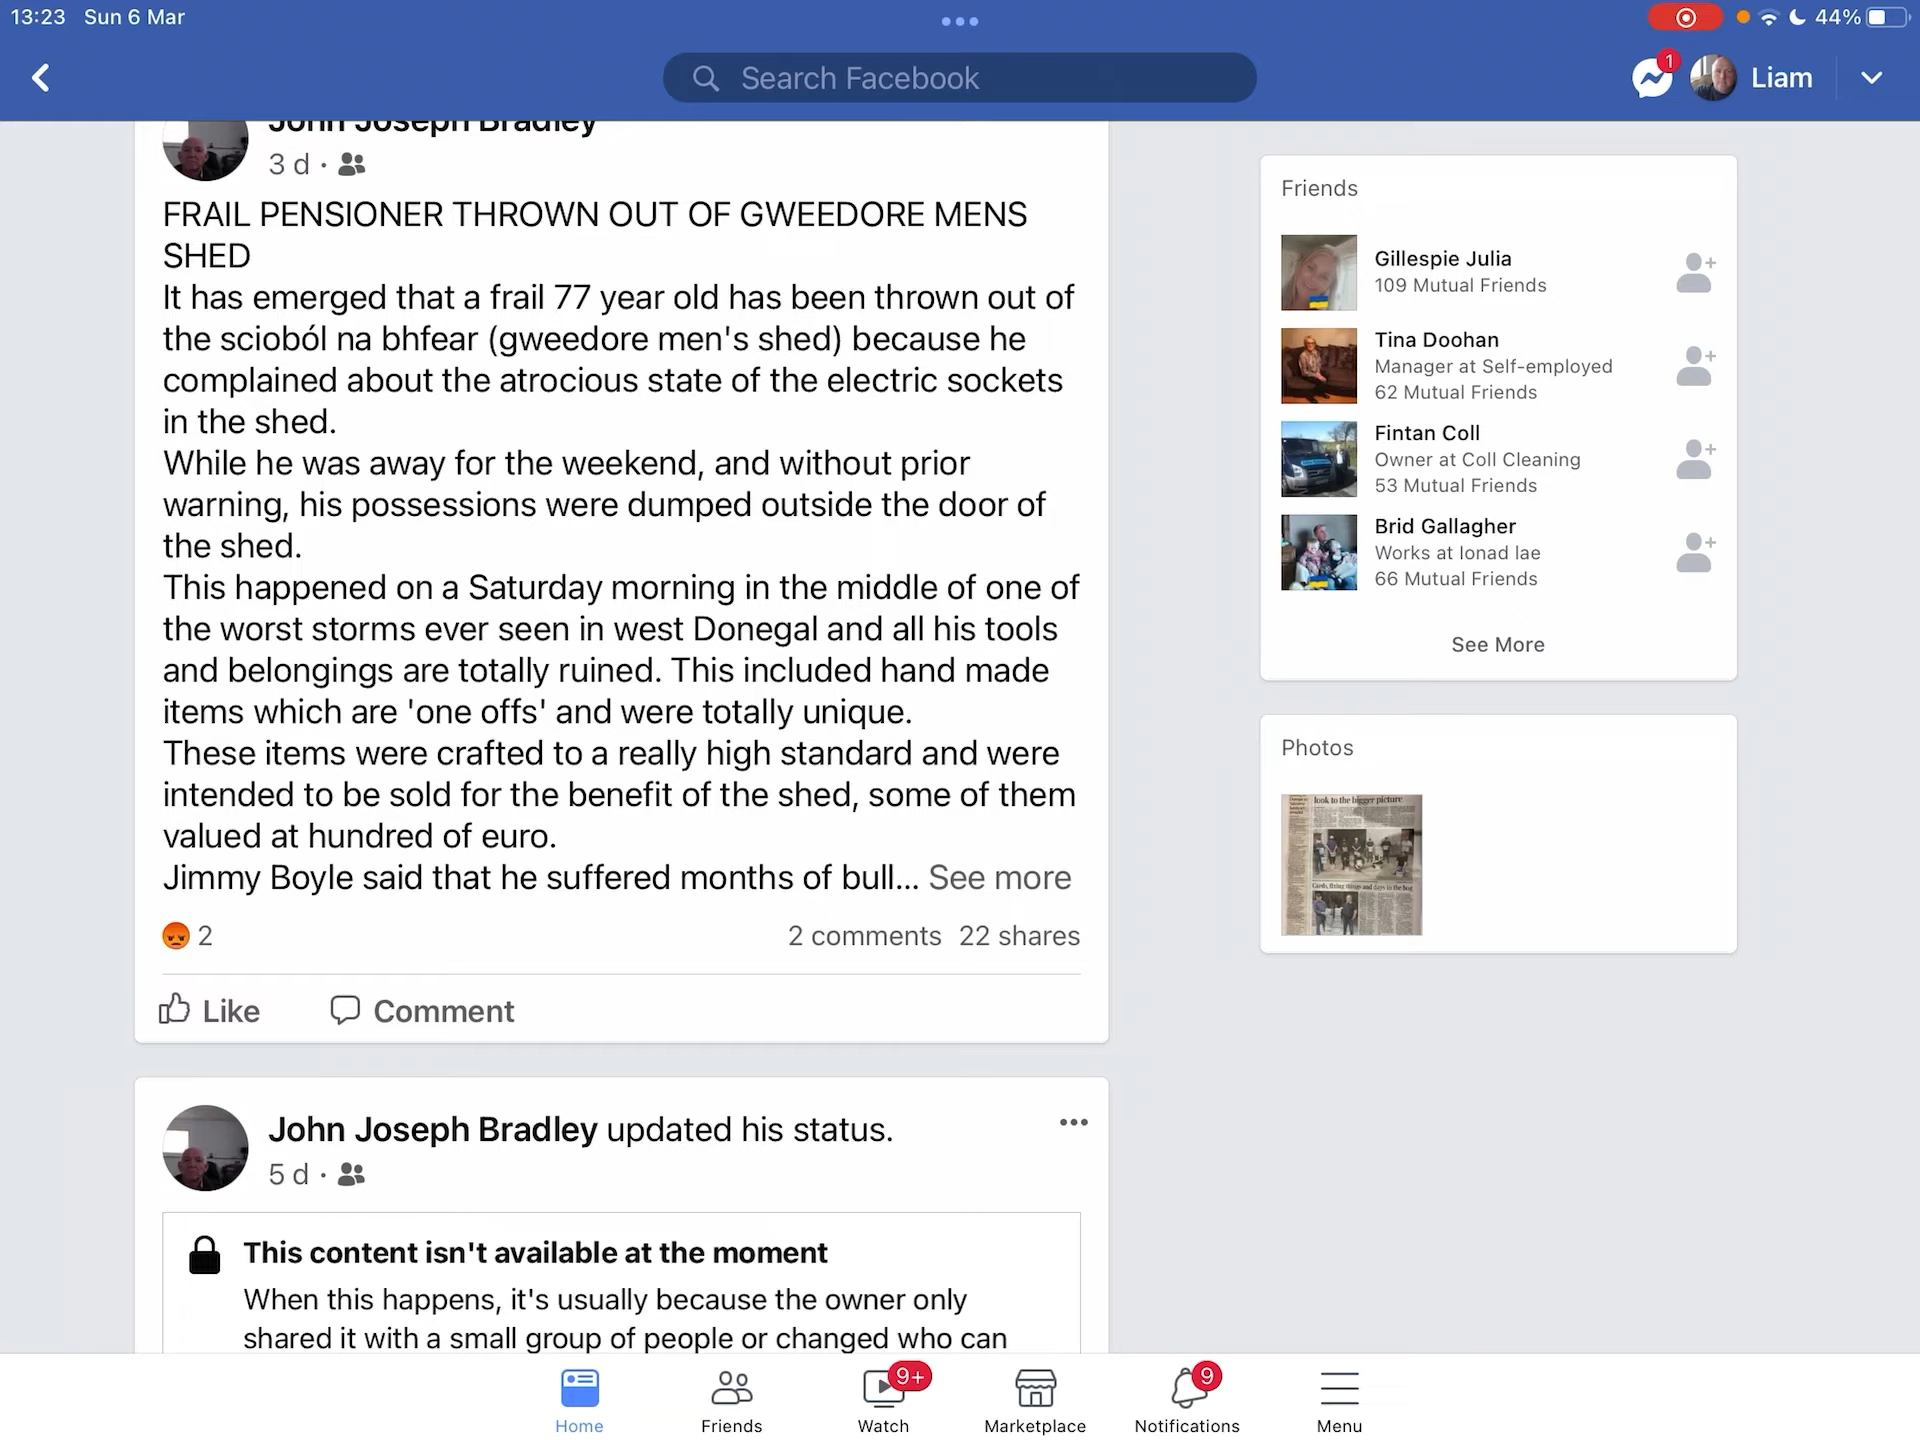 13:23 Sun 6 Mar
44%
Search Facebook
1
Liam
John Joseph Bradley
3 d ·
FRAIL PENSIONER THROWN OUT OF GWEEDORE MENS
SHED
It has emerged that a frail 77 year old has been thrown out of
the scioból na bhfear (gweedore men's shed) because he
complained about the atrocious state of the electric sockets
in the shed.
While he was away for the weekend, and without prior
warning, his possessions were dumped outside the door of
the shed.
This happened on a Saturday morning in the middle of one of
the worst storms ever seen in west Donegal and all his tools
and belongings are totally ruined. This included hand made
items which are 'one offs' and were totally unique.
These items were crafted to a really high standard and were
intended to be sold for the benefit of the shed, some of them
valued at hundred of euro.
Jimmy Boyle said that he suffered months of bull... See more
2
2 comments 22 shares
Like Comment
John Joseph Bradley updated his status.
5 d ·
This content isn't available at the moment
When this happens, it's usually because the owner only
shared it with a small group of people or changed who can
Friends
Gillespie Julia
109 Mutual Friends
Tina Doohan
Manager at Self-employed
62 Mutual Friends
Fintan Coll
Owner at Coll Cleaning
53 Mutual Friends
Brid Gallagher
Works at Ionad lae
66 Mutual Friends
See More
Photos
look to the bigger picture
Cards, fixing things and days in the bog
9+
9
Home Friends Watch Marketplace Notifications Menu